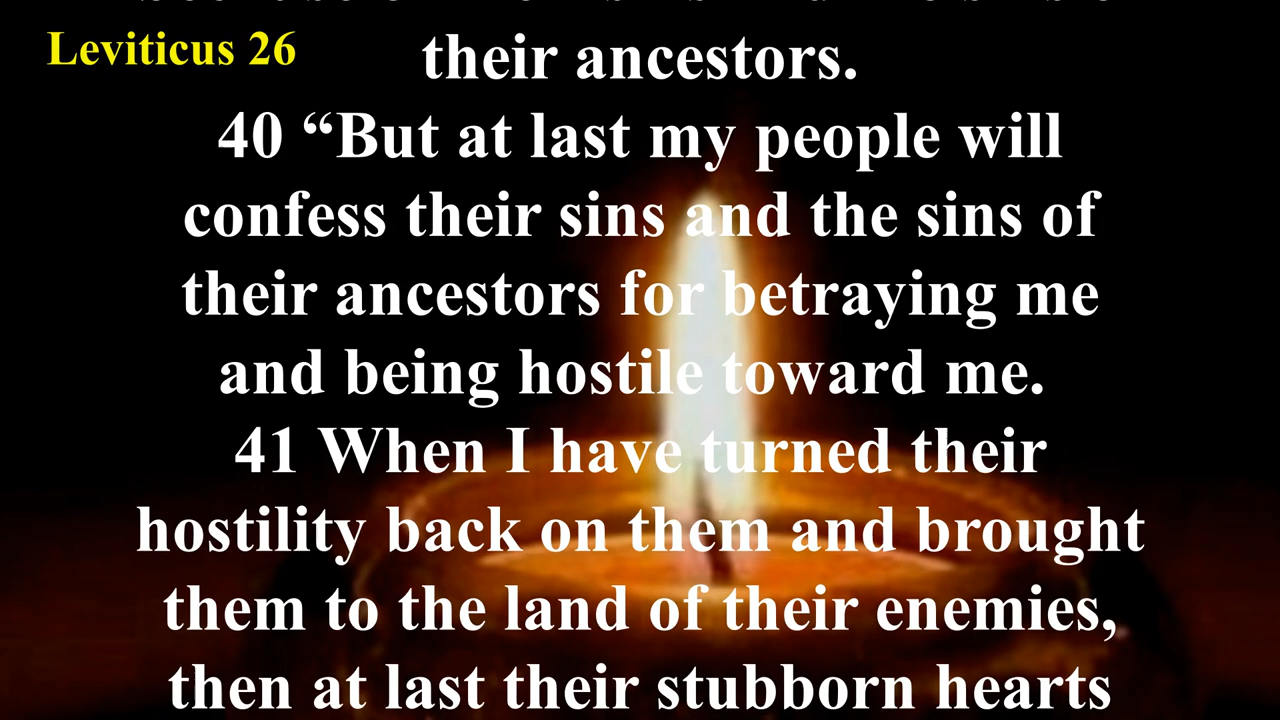 Leviticus 26
their ancestors.
40 “But at last my people will
confess their sins and the sins of
their ancestors for betraying me
and being hostile toward me.
41 When I have turned their
hostility back on them and brought
them to the land of their enemies,
then at last their stubborn hearts